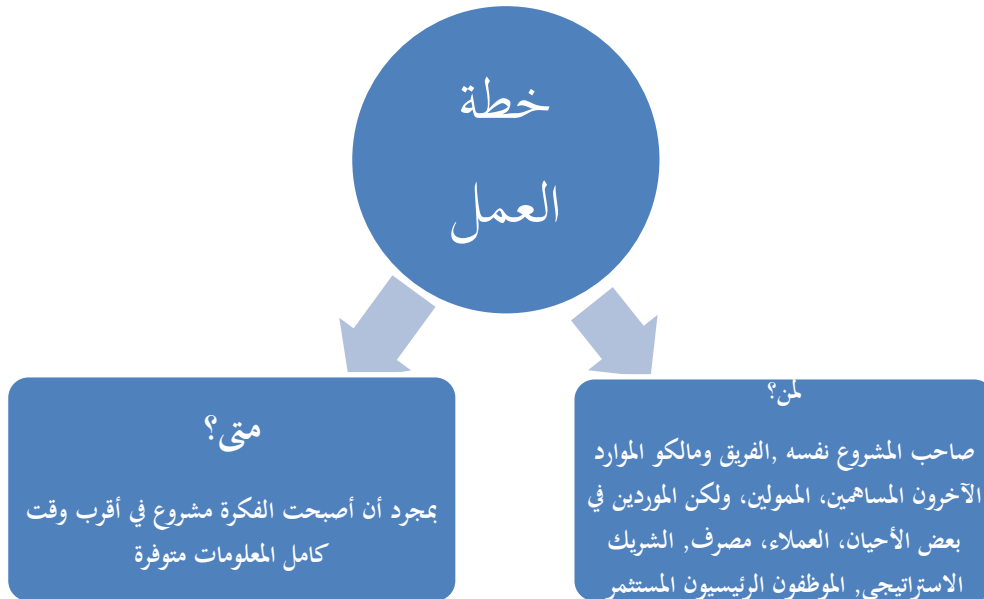 خطة
العمل
لمن؟
صاحب المشروع نفسه ,الفريق ومالكو الموارد
الآخرون المساهمين، الممولين، ولكن الموردين في
بعض الأحيان، العملاء، مصرف, الشريك
الاستراتيجي, الموظفون الرئيسيون المستثمر
متى؟
بمجرد أن أصبحت الفكرة مشروع في أقرب وقت
كامل المعلومات متوفرة